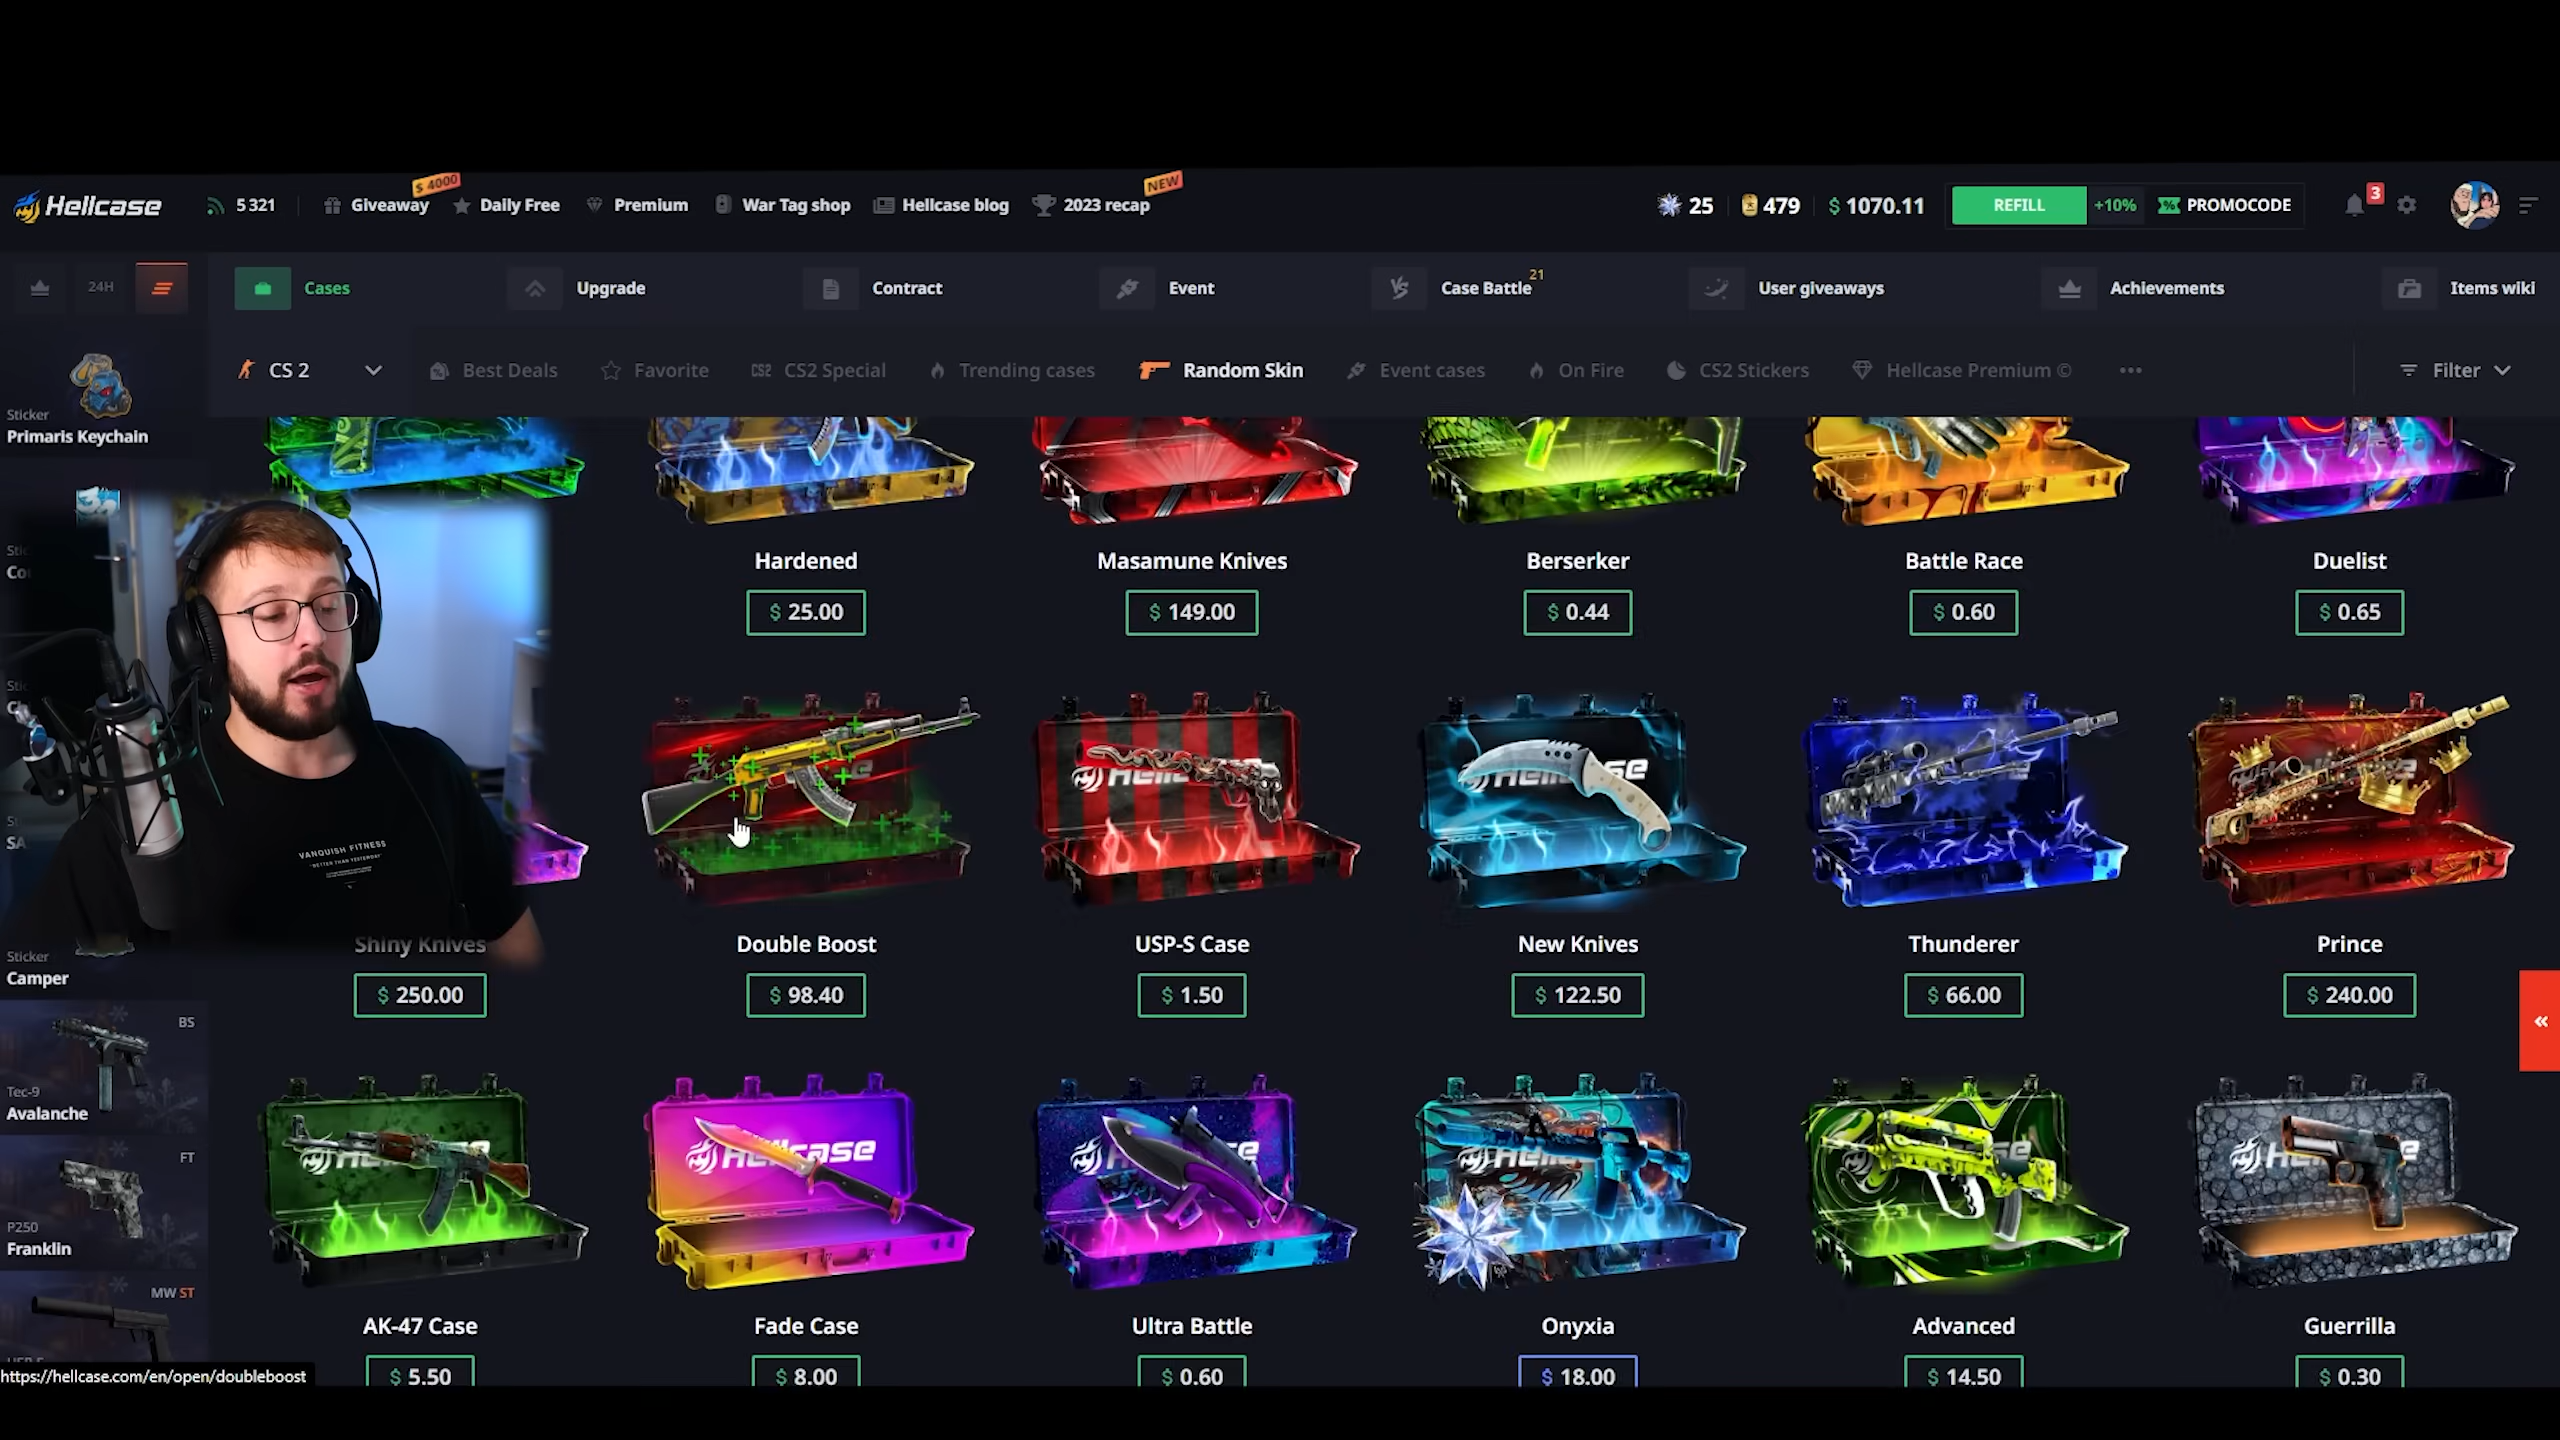 Hellcase
5 321
Giveaway
$ 4000
Daily Free
Premium
War Tag shop
Hellcase blog
2023 recap
NEW
25
479
$ 1070.11
REFILL
+10%
PROMOCODE
3
24H
Cases
Upgrade
Contract
Event
Case Battle
21
User giveaways
Achievements
Items wiki
CS 2
Best Deals
Favorite
CS2
CS2 Special
Trending cases
Random Skin
Event cases
On Fire
CS2 Stickers
Hellcase Premium ©
Filter
Sticker
Primaris Keychain
Hardened
$ 25.00
Masamune Knives
$ 149.00
Berserker
$ 0.44
Battle Race
$ 0.60
Duelist
$ 0.65
VANQUISH FITNESS
"BETTER THAN YESTERDAY"
Shiny Knives
$ 250.00
Double Boost
$ 98.40
USP-S Case
$ 1.50
New Knives
$ 122.50
Thunderer
$ 66.00
Prince
$ 240.00
Sticker
Camper
BS
Tec-9
Avalanche
FT
P250
Franklin
MW ST
AK-47 Case
$ 5.50
Fade Case
$ 8.00
Ultra Battle
$ 0.60
Onyxia
$ 18.00
Advanced
$ 14.50
Guerrilla
$ 0.30
https://hellcase.com/en/open/doubleboost